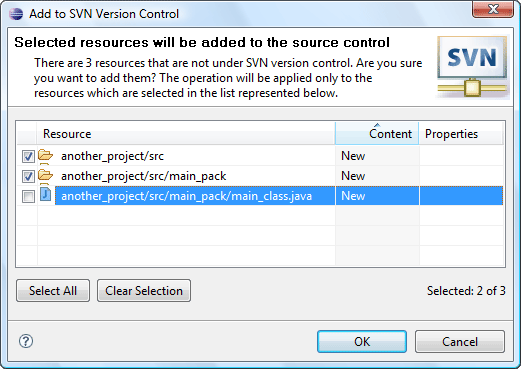 Add to SVN Version Control
Selected resources will be added to the source control
There are 3 resources that are not under SVN version control. Are you sure
you want to add them? The operation will be applied only to the
resources which are selected in the list represented below.
SVN
Resource Content Properties
another_project/src New
another_project/src/main_pack New
another_project/src/main_pack/main_class.java New
Select All Clear Selection Selected: 2 of 3
OK Cancel